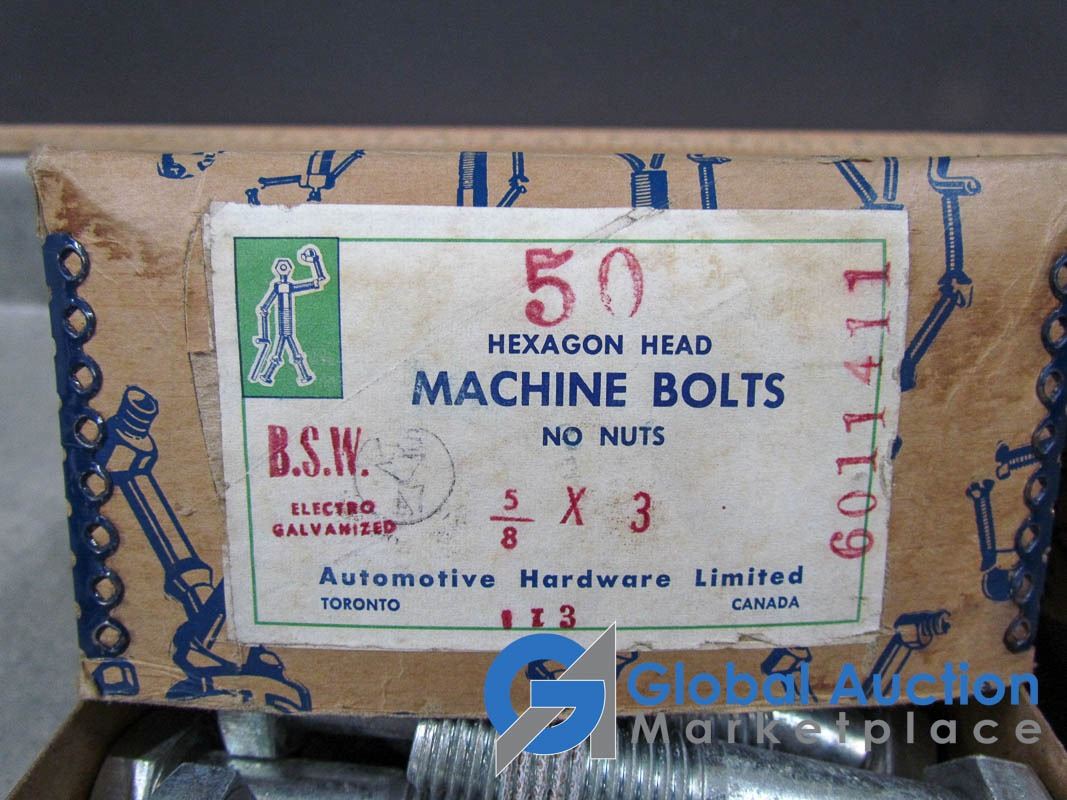 50
HEXAGON HEAD
MACHINE BOLTS
NO NUTS
B.S.W.
ELECTRO
GALVANIZED
5/8 X 3
6011411
Automotive Hardware Limited
TORONTO CANADA
113
Global Auction
Marketplace